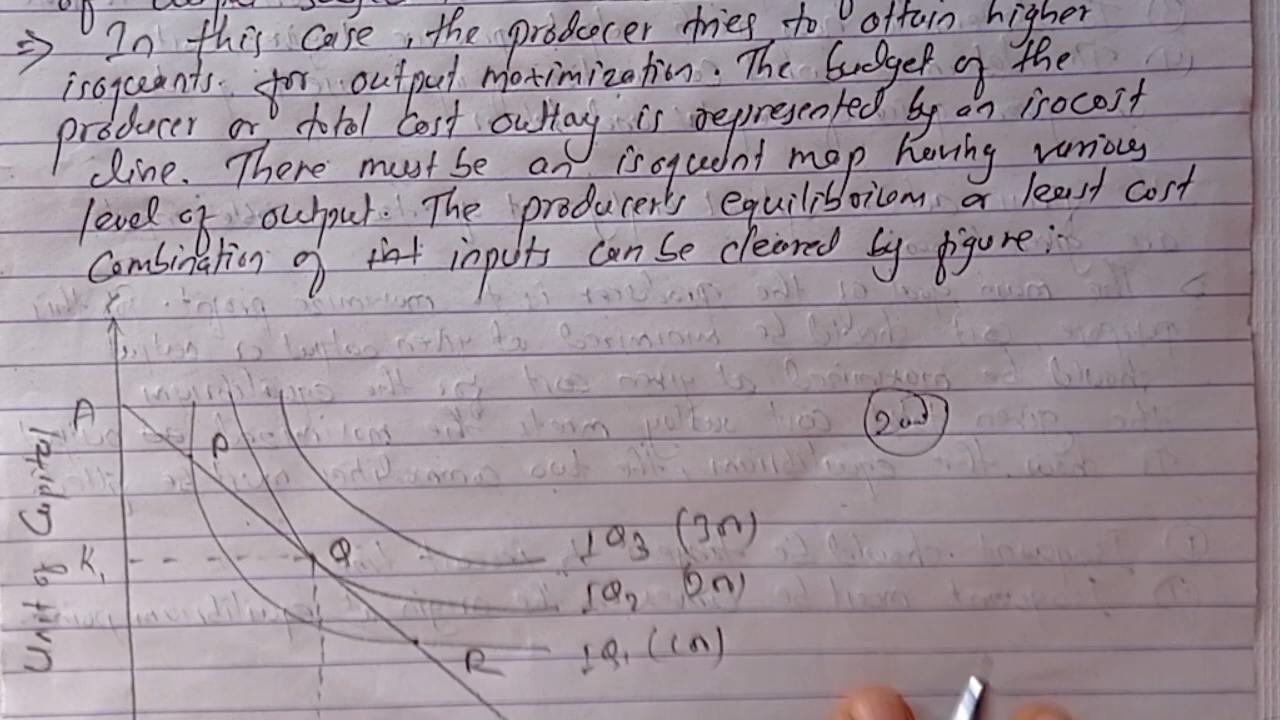 ⇒ In this case, the producer tries to attain higher
isoquants for output maximization. The budget of the
producer or total cost outlay is represented by an isocost
line. There must be an isoquant map having various
level of output. The producer's equilibrium or least cost
combination of inputs can be cleared by figure:
A
P
2nd
Unit of Capital
K1
Q
IQ3 (3n)
IQ2 (2n)
IQ1 (1n)
R